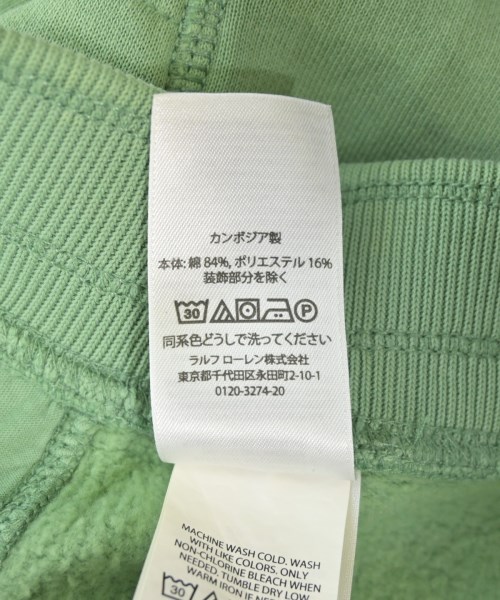 カンボジア製
本体: 綿 84%, ポリエステル 16%
装飾部分を除く
30 P
同系色どうしで洗ってください
ラルフ ローレン株式会社
東京都千代田区永田町2-10-1
0120-3274-20
MACHINE WASH COLD. WASH
WITH LIKE COLORS. ONLY
NON-CHLORINE BLEACH WHEN
NEEDED. TUMBLE DRY LOW.
WARM IRON IF NEEDED.
30